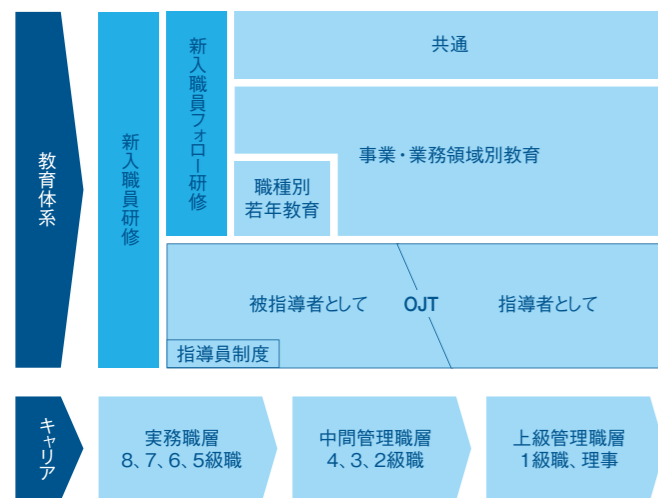 教育体系
新入職員研修
新入職員フォロー研修
共通
事業・業務領域別教育
職種別
若年教育
被指導者として
OJT
指導者として
指導員制度
キャリア
実務職層
8、7、6、5級職
中間管理職層
4、3、2級職
上級管理職層
1級職、理事